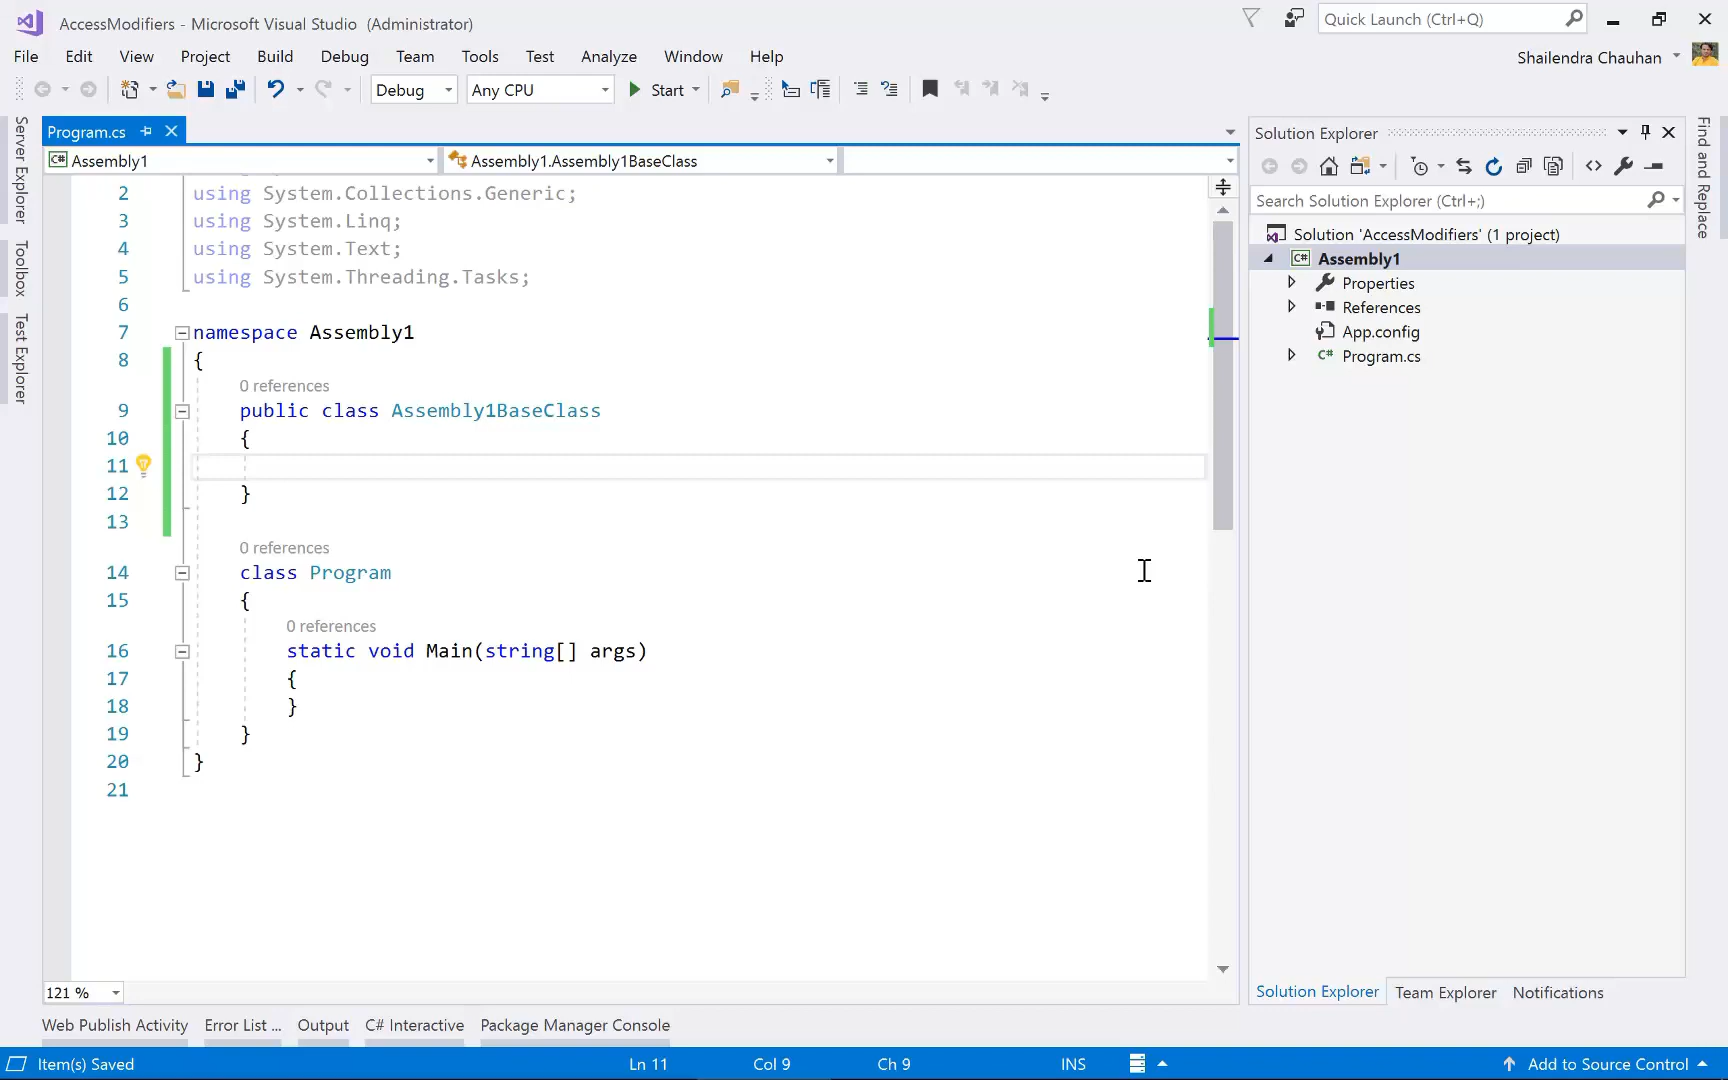 AccessModifiers - Microsoft Visual Studio (Administrator)
Quick Launch (Ctrl+Q)
File Edit View Project Build Debug Team Tools Test Analyze Window Help
Shailendra Chauhan
Debug Any CPU Start
Server Explorer
Toolbox
Test Explorer
Program.cs
Assembly1 Assembly1.Assembly1BaseClass
2 using System.Collections.Generic;
3 using System.Linq;
4 using System.Text;
5 using System.Threading.Tasks;
6
7 namespace Assembly1
8 {
0 references
9 public class Assembly1BaseClass
10 {
11
12 }
13
0 references
14 class Program
15 {
0 references
16 static void Main(string[] args)
17 {
18 }
19 }
20 }
21
121 %
Solution Explorer
Search Solution Explorer (Ctrl+;)
Solution 'AccessModifiers' (1 project)
C# Assembly1
Properties
References
App.config
C# Program.cs
Solution Explorer Team Explorer Notifications
Find and Replace
Web Publish Activity Error List ... Output C# Interactive Package Manager Console
Item(s) Saved Ln 11 Col 9 Ch 9 INS Add to Source Control